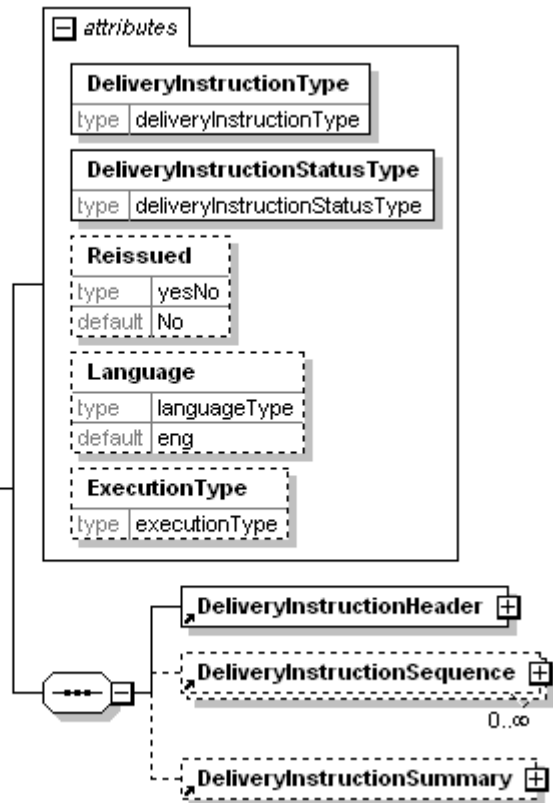 attributes
DeliveryInstructionType
type deliveryInstructionType
DeliveryInstructionStatusType
type deliveryInstructionStatusType
Reissued
type yesNo
default No
Language
type languageType
default eng
ExecutionType
type executionType
DeliveryInstructionHeader
DeliveryInstructionSequence
0..∞
DeliveryInstructionSummary